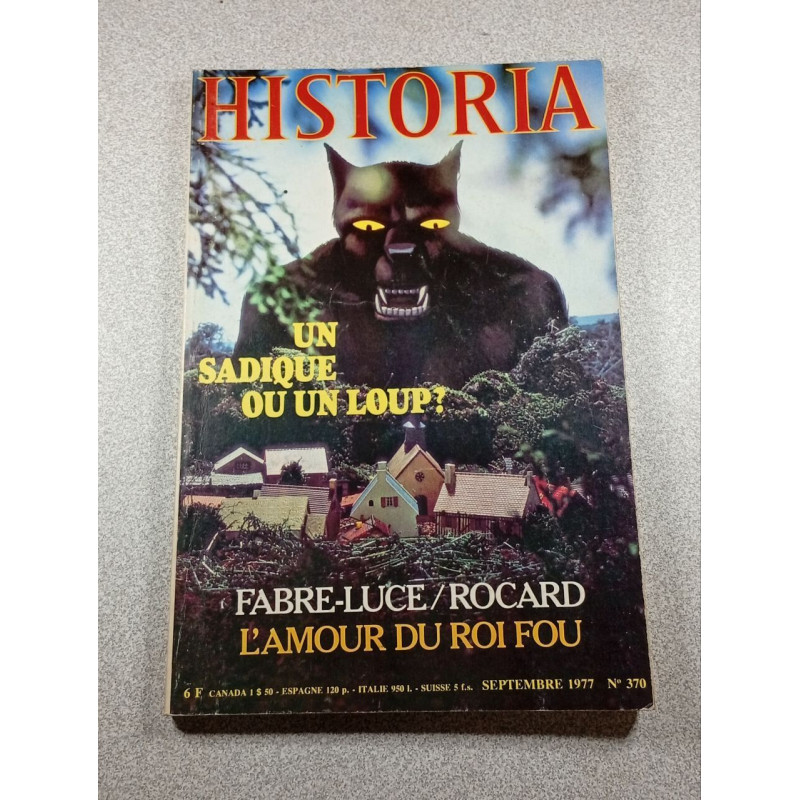 HISTORIA
UN
SADIQUE
OU UN LOUP?
FABRE-LUCE/ROCARD
L'AMOUR DU ROI FOU
6 F CANADA 1 $ 50 - ESPAGNE 120 p. - ITALIE 950 l. - SUISSE 5 f.s. SEPTEMBRE 1977 N° 370